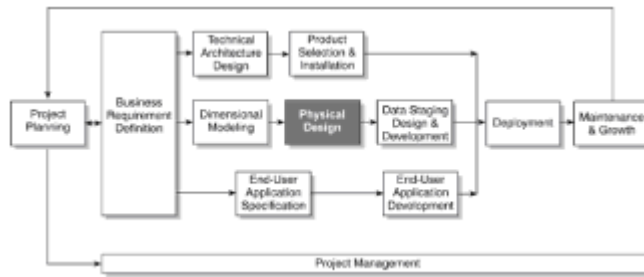 Technical
Architecture
Design
Product
Selection &
Installation
Project
Planning
Business
Requirement
Definition
Dimensional
Modeling
Physical
Design
Data Staging
Design &
Development
Deployment
Maintenance
& Growth
End-User
Application
Specification
End-User
Application
Development
Project Management